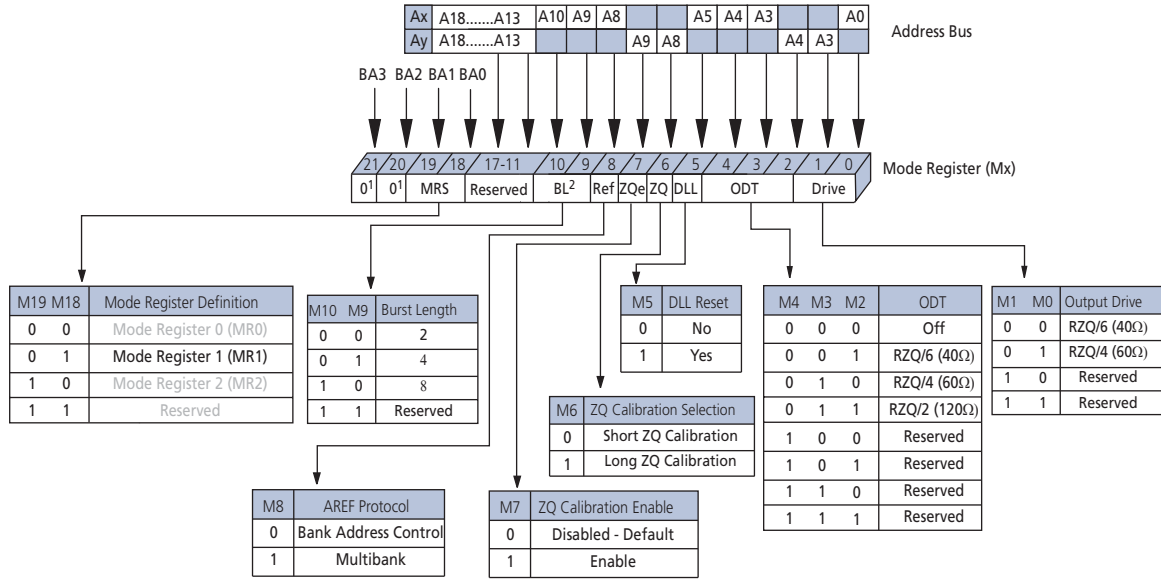 Ax A18.......A13 A10 A9 A8 A5 A4 A3 A0
Ay A18.......A13 A9 A8 A4 A3
Address Bus
BA3 BA2 BA1 BA0
21 20 19 18 17-11 10 9 8 7 6 5 4 3 2 1 0
Mode Register (Mx)
0¹ 0¹ MRS Reserved BL² Ref ZQe ZQ DLL ODT Drive
M19 M18 Mode Register Definition
0 0 Mode Register 0 (MR0)
0 1 Mode Register 1 (MR1)
1 0 Mode Register 2 (MR2)
1 1 Reserved
M10 M9 Burst Length
0 0 2
0 1 4
1 0 8
1 1 Reserved
M5 DLL Reset
0 No
1 Yes
M4 M3 M2 ODT
0 0 0 Off
0 0 1 RZQ/6 (40Ω)
0 1 0 RZQ/4 (60Ω)
0 1 1 RZQ/2 (120Ω)
1 0 0 Reserved
1 0 1 Reserved
1 1 0 Reserved
1 1 1 Reserved
M1 M0 Output Drive
0 0 RZQ/6 (40Ω)
0 1 RZQ/4 (60Ω)
1 0 Reserved
1 1 Reserved
M6 ZQ Calibration Selection
0 Short ZQ Calibration
1 Long ZQ Calibration
M8 AREF Protocol
0 Bank Address Control
1 Multibank
M7 ZQ Calibration Enable
0 Disabled - Default
1 Enable